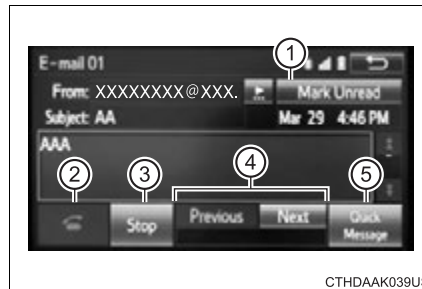 E-mail 01
1
From: XXXXXXXX@XXX. Mark Unread
Subject: AA Mar 29 4:46 PM
AAA
2 3 4 5
Stop Previous Next Quick Message
CTHDAAK039US